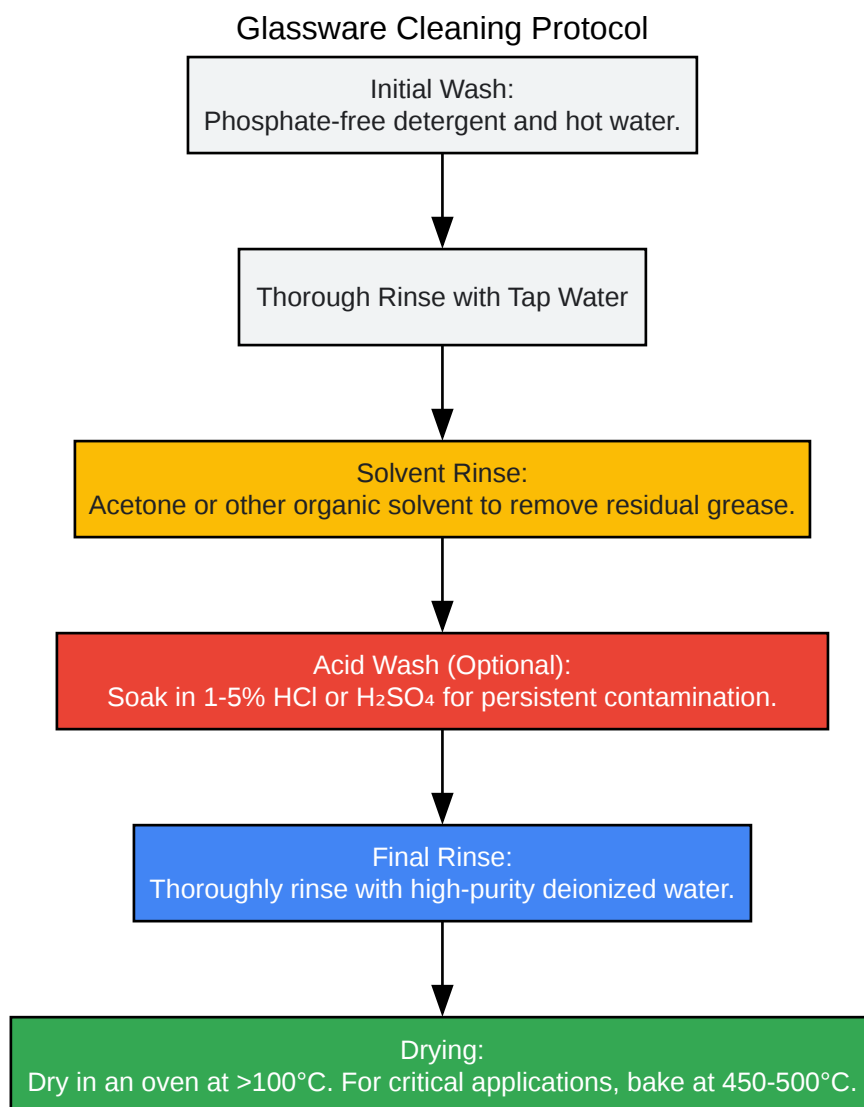 Glassware Cleaning Protocol
Initial Wash:
Phosphate-free detergent and hot water.
Thorough Rinse with Tap Water
Solvent Rinse:
Acetone or other organic solvent to remove residual grease.
Acid Wash (Optional):
Soak in 1-5% HCl or H₂SO₄ for persistent contamination.
Final Rinse:
Thoroughly rinse with high-purity deionized water.
Drying:
Dry in an oven at >100°C. For critical applications, bake at 450-500°C.